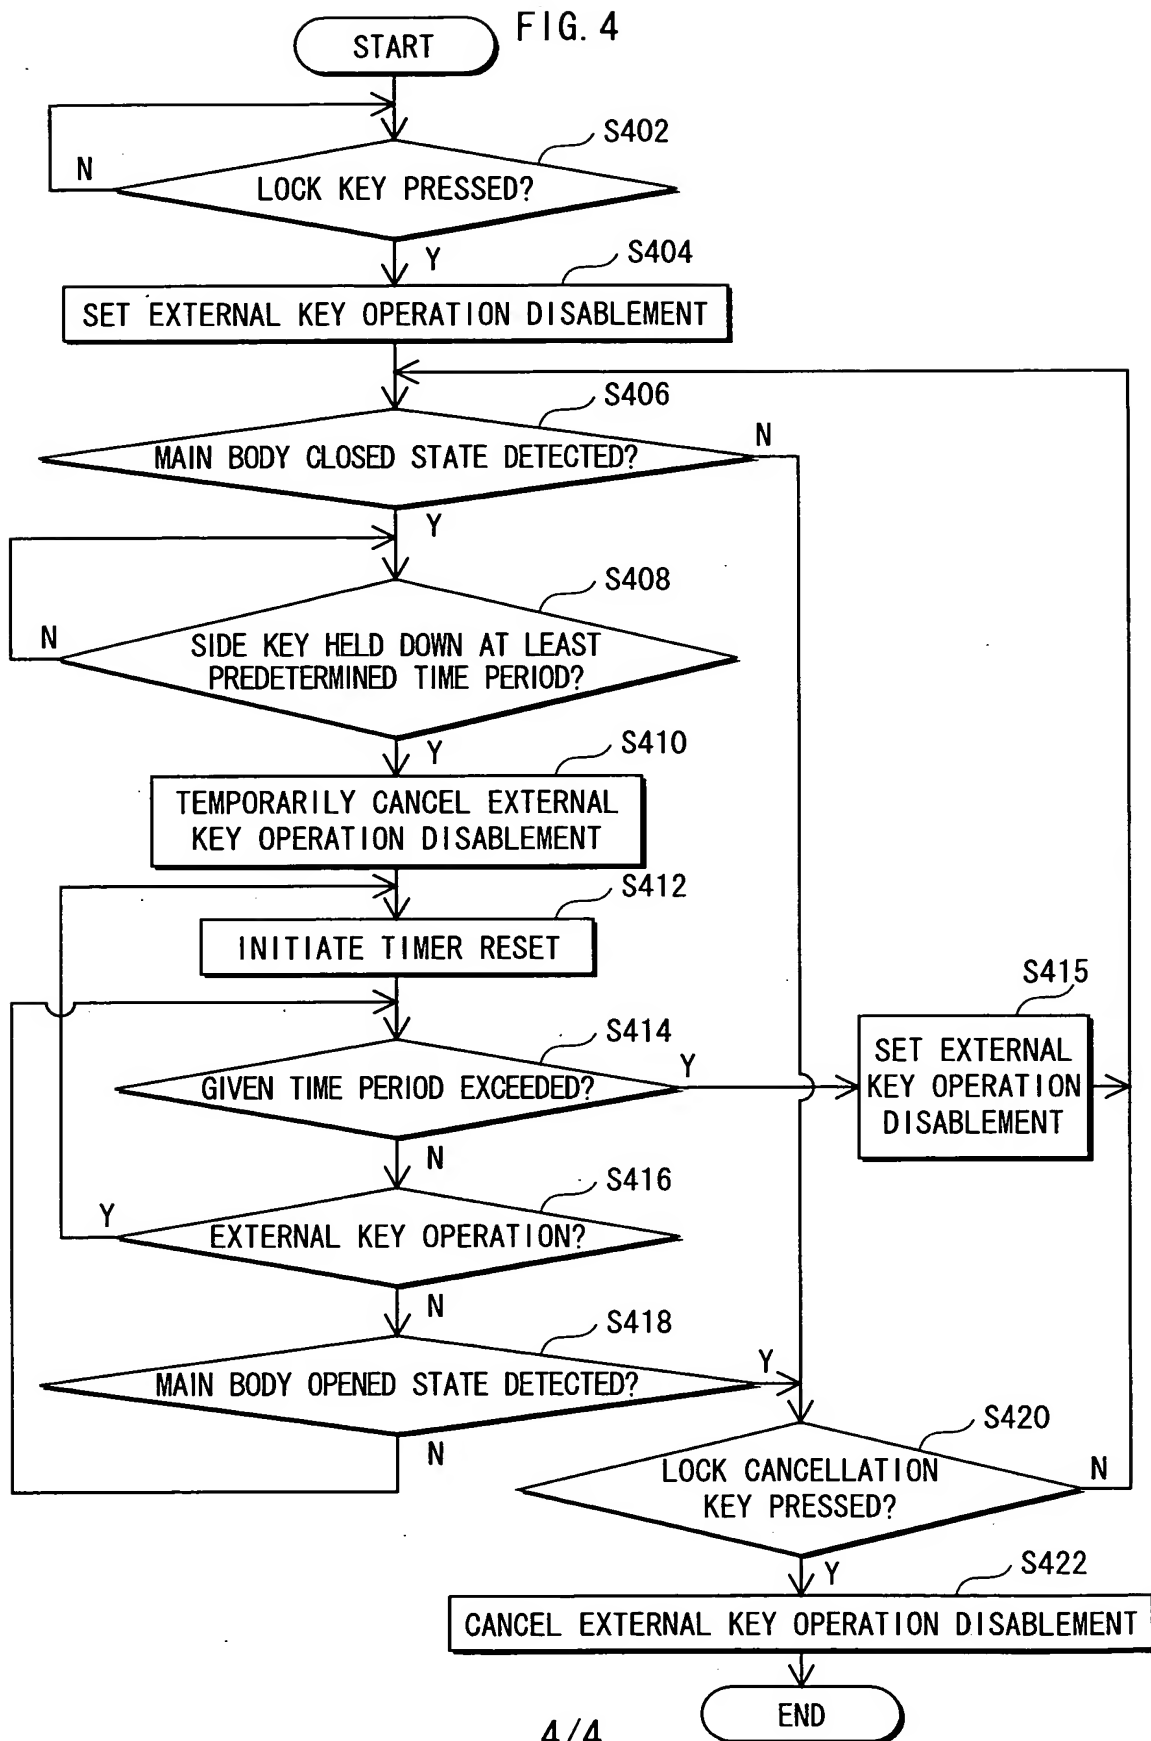 FIG. 4
START
S402
N
LOCK KEY PRESSED?
Y
S404
SET EXTERNAL KEY OPERATION DISABLEMENT
S406
N
MAIN BODY CLOSED STATE DETECTED?
Y
S408
N
SIDE KEY HELD DOWN AT LEAST
PREDETERMINED TIME PERIOD?
Y
S410
TEMPORARILY CANCEL EXTERNAL
KEY OPERATION DISABLEMENT
S412
INITIATE TIMER RESET
S414
GIVEN TIME PERIOD EXCEEDED?
Y
S415
SET EXTERNAL
KEY OPERATION
DISABLEMENT
N
S416
Y
EXTERNAL KEY OPERATION?
N
S418
Y
MAIN BODY OPENED STATE DETECTED?
N
S420
LOCK CANCELLATION
KEY PRESSED?
N
Y
S422
CANCEL EXTERNAL KEY OPERATION DISABLEMENT
END
4/4